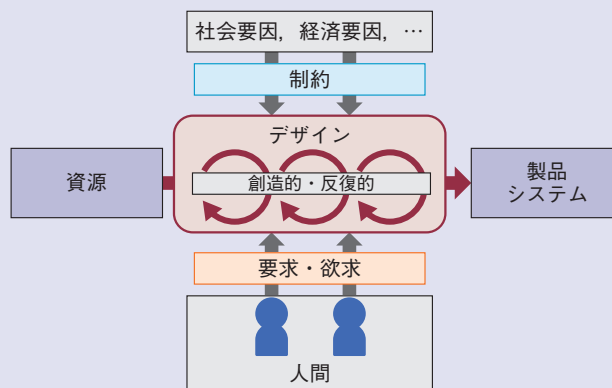 社会要因，経済要因，…
制約
デザイン
資源
創造的・反復的
製品
システム
要求・欲求
人間